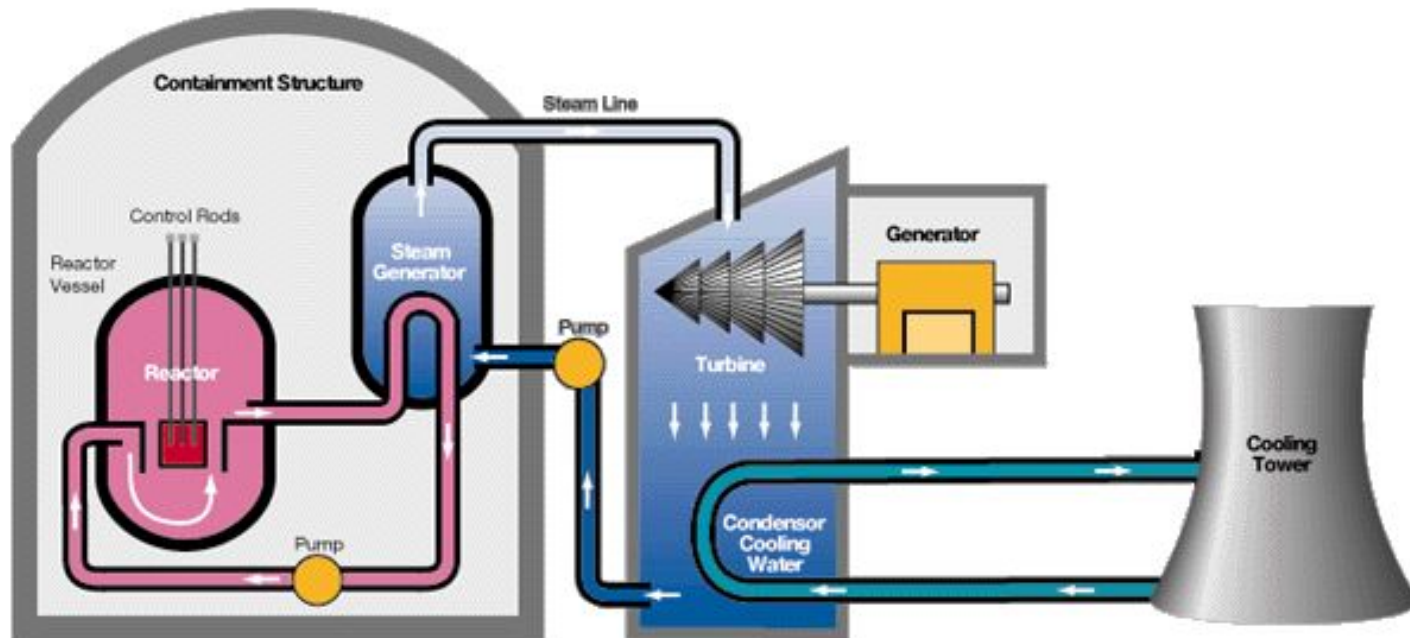 Containment Structure
Steam Line
Control Rods
Reactor
Vessel
Steam
Generator
Generator
Pump
Reactor
Turbine
Cooling
Tower
Condensor
Cooling
Water
Pump